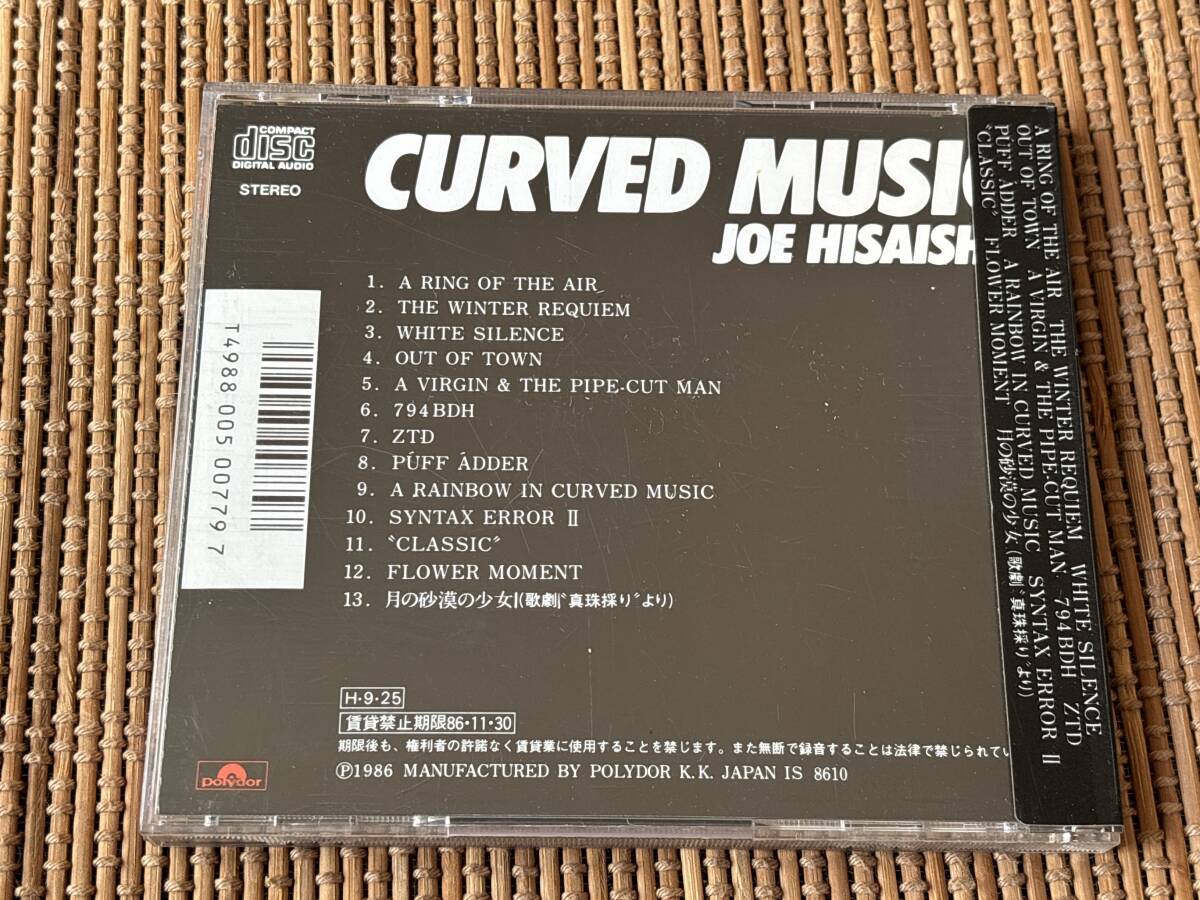 COMPACT
disc
DIGITAL AUDIO
STEREO
CURVED MUSIC
JOE HISAISH
1. A RING OF THE AIR
2. THE WINTER REQUIEM
3. WHITE SILENCE
4. OUT OF TOWN
5. A VIRGIN & THE PIPE-CUT MAN
6. 794BDH
7. ZTD
8. PÚFF ÁDDER
9. A RAINBOW IN CURVED MUSIC
10. SYNTAX ERROR II
11. "CLASSIC"
12. FLOWER MOMENT
13. 月の砂漠の少女(歌劇"真珠採り"より)
T4988 005 00779 7
H・9・25
賃貸禁止期限86・11・30
期限後も、権利者の許諾なく賃貸業に使用することを禁じます。また無断で録音することは法律で禁じられてい
Ⓟ1986 MANUFACTURED BY POLYDOR K.K. JAPAN IS 8610
polydor
A RING OF THE AIR THE WINTER REQUIEM WHITE SILENCE
OUT OF TOWN A VIRGIN & THE PIPE-CUT MAN 794BDH ZTD
PUFF ÁDDER A RAINBOW IN CURVED MUSIC SYNTAX ERROR II
"CLASSIC" FLOWER MOMENT 月の砂漠の少女(歌劇"真珠採り"より)